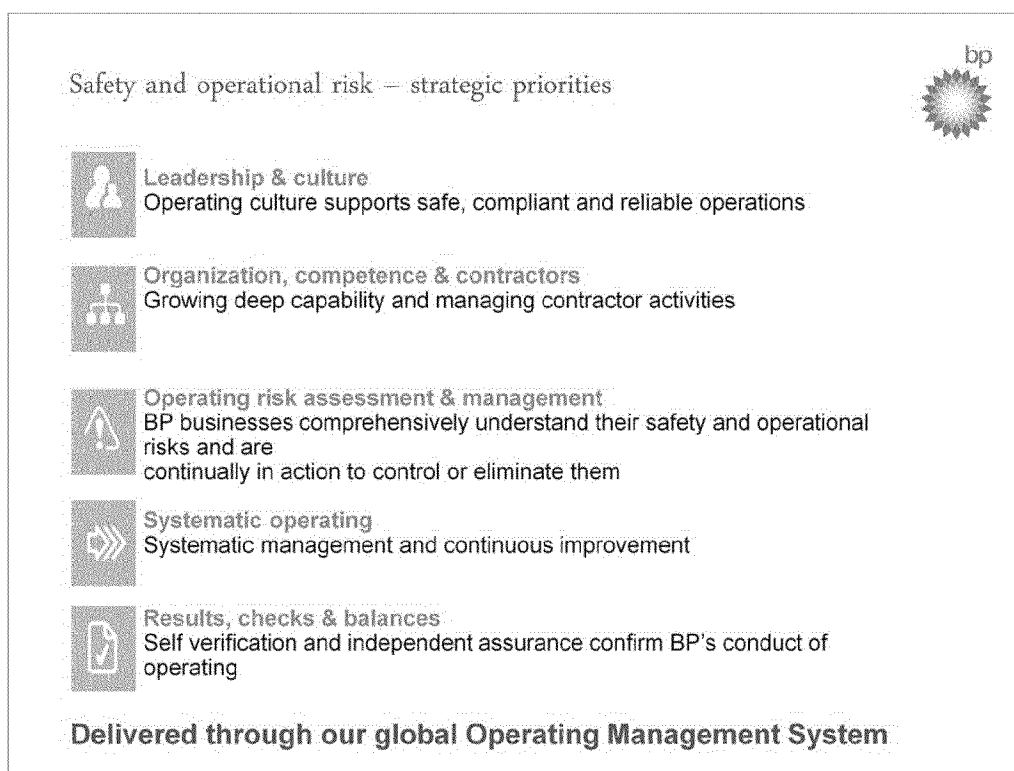 bp
Safety and operational risk – strategic priorities
Leadership & culture
Operating culture supports safe, compliant and reliable operations
Organization, competence & contractors
Growing deep capability and managing contractor activities
Operating risk assessment & management
BP businesses comprehensively understand their safety and operational
risks and are
continually in action to control or eliminate them
Systematic operating
Systematic management and continuous improvement
Results, checks & balances
Self verification and independent assurance confirm BP's conduct of
operating
Delivered through our global Operating Management System